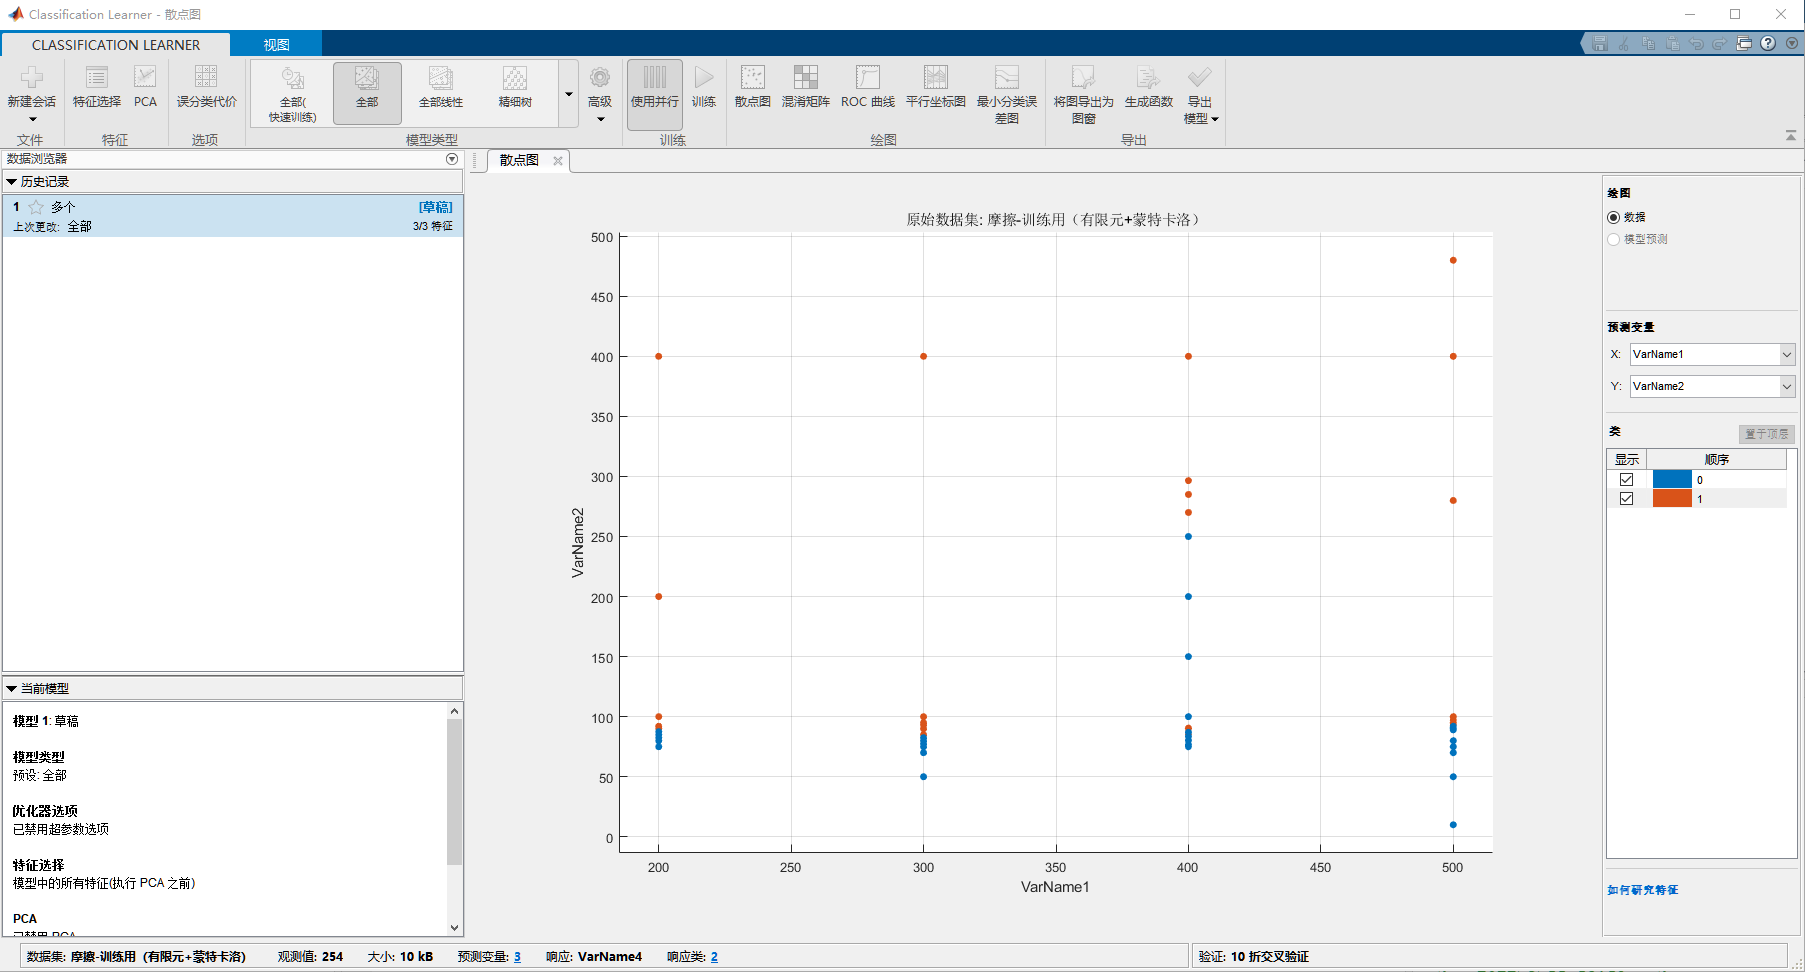 Classification Learner - 散点图
CLASSIFICATION LEARNER 视图
新建会话 特征选择 PCA 误分类代价 全部(快速训练) 全部 全部线性 精细树 高级 使用并行 训练 散点图 混淆矩阵 ROC 曲线 平行坐标图 最小分类误差图 将图导出为图窗 生成函数 导出模型
文件 特征 选项 模型类型 训练 绘图 导出
数据浏览器
历史记录
1 多个 [草稿]
上次更改: 全部 3/3 特征
当前模型
模型 1: 草稿
模型类型
预设: 全部
优化器选项
已禁用超参数选项
特征选择
模型中的所有特征(执行 PCA 之前)
PCA
已禁用 PCA
散点图
原始数据集: 摩擦-训练用（有限元+蒙特卡洛）
500
450
400
350
300
250
200
150
100
50
0
VarName2
200 250 300 350 400 450 500
VarName1
绘图
数据
模型预测
预测变量
X: VarName1
Y: VarName2
类 置于顶层
显示 顺序
0
1
如何研究特征
数据集: 摩擦-训练用（有限元+蒙特卡洛） 观测值: 254 大小: 10 kB 预测变量: 3 响应: VarName4 响应类: 2 验证: 10 折交叉验证